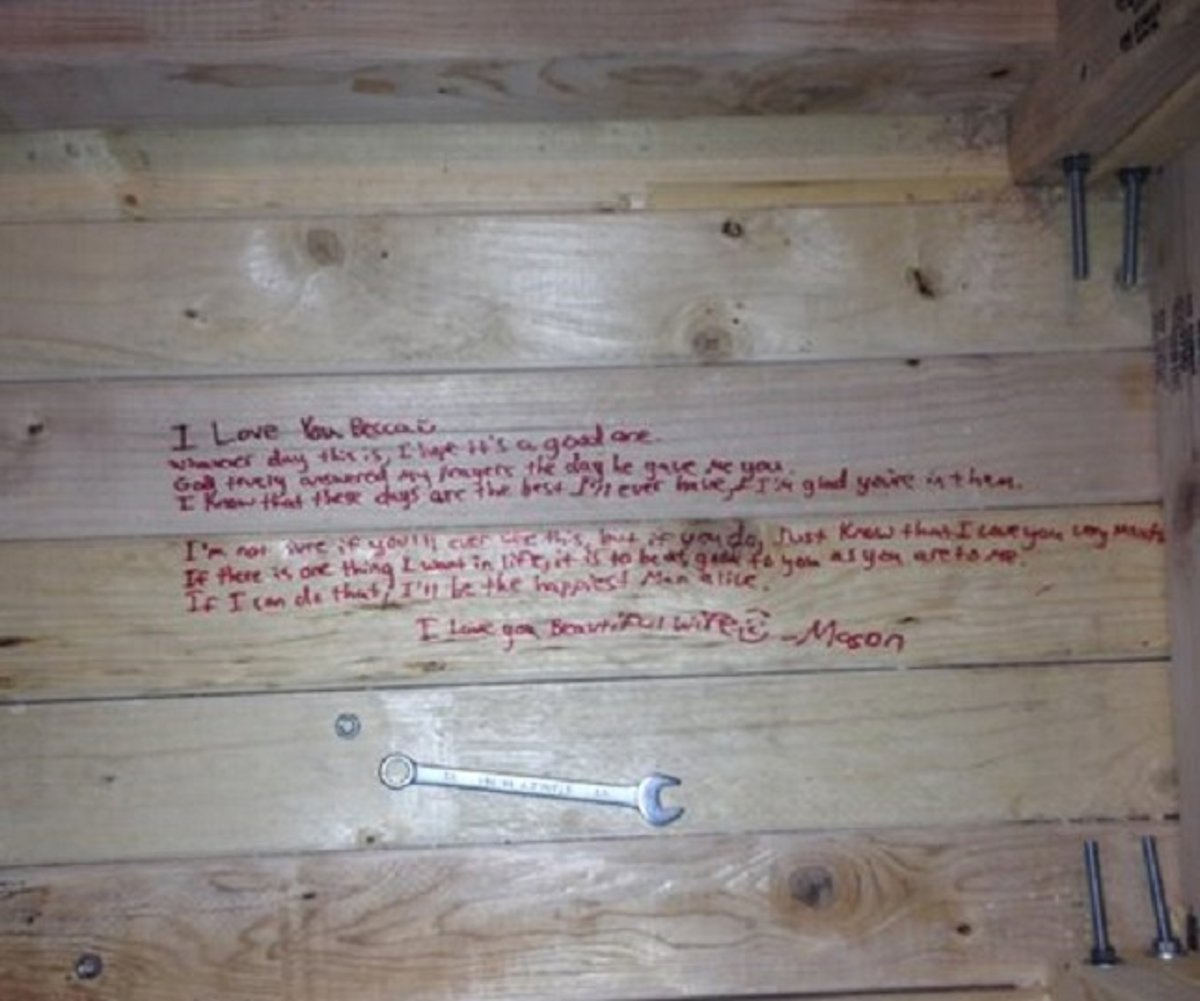 I Love You Becca
Whatever day this is, I hope it's a good one.
God truly answered my prayers the day he gave me you.
I know that these days are the best I'll ever have, & I'm glad you're in them.
I'm not sure if you'll ever see this, but if you do, Just Know that I Love you very much
If there is one thing I want in life, it is to be as good to you as you are to me.
If I can do that, I'll be the happiest Man alive.
I Love you Beautiful wife -Mason
STANLEY